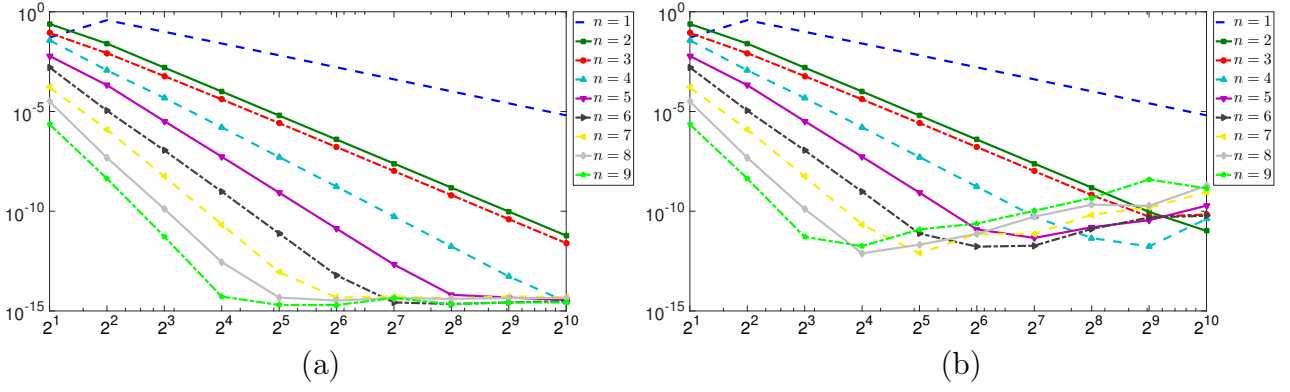 10^0
10^-5
10^-10
10^-15
2^1 2^2 2^3 2^4 2^5 2^6 2^7 2^8 2^9 2^10
n = 1
n = 2
n = 3
n = 4
n = 5
n = 6
n = 7
n = 8
n = 9
(a)
10^0
10^-5
10^-10
10^-15
2^1 2^2 2^3 2^4 2^5 2^6 2^7 2^8 2^9 2^10
n = 1
n = 2
n = 3
n = 4
n = 5
n = 6
n = 7
n = 8
n = 9
(b)